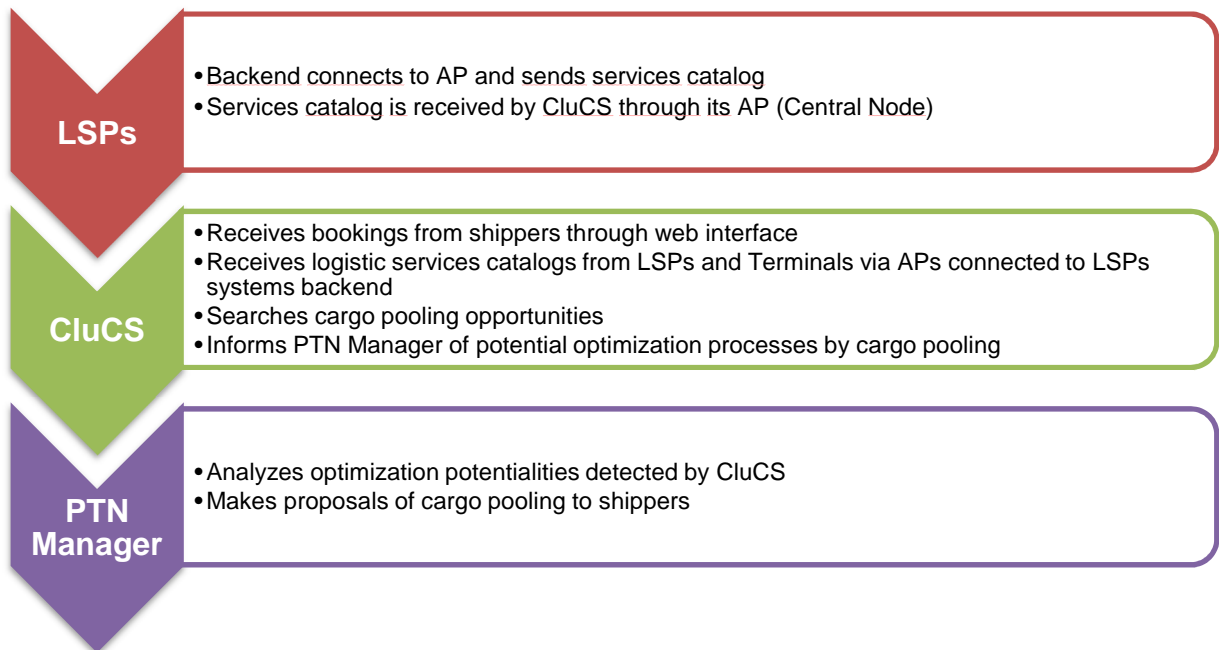 LSPs
•Backend connects to AP and sends services catalog
•Services catalog is received by CluCS through its AP (Central Node)
CluCS
•Receives bookings from shippers through web interface
•Receives logistic services catalogs from LSPs and Terminals via APs connected to LSPs
systems backend
•Searches cargo pooling opportunities
•Informs PTN Manager of potential optimization processes by cargo pooling
PTN
Manager
•Analyzes optimization potentialities detected by CluCS
•Makes proposals of cargo pooling to shippers